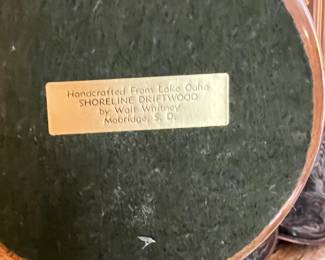 Handcrafted From Lake Oahe
SHORELINE DRIFTWOOD
by Walt Whitney
Mobridge, S. D.